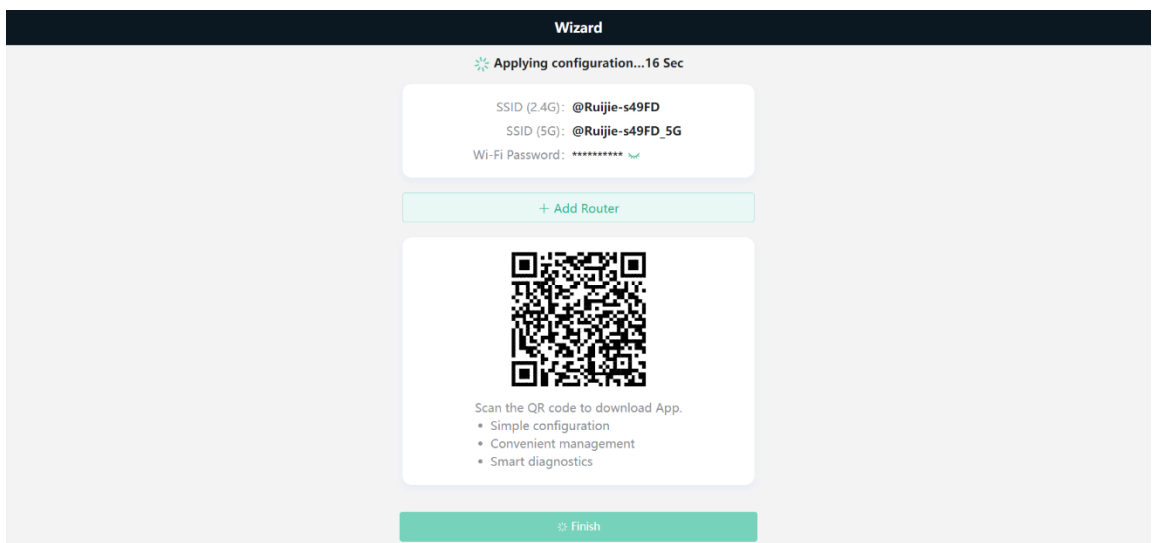 Wizard
Applying configuration...16 Sec
SSID (2.4G): @Ruijie-s49FD
SSID (5G): @Ruijie-s49FD_5G
Wi-Fi Password: **********
+ Add Router
Scan the QR code to download App.
• Simple configuration
• Convenient management
• Smart diagnostics
Finish